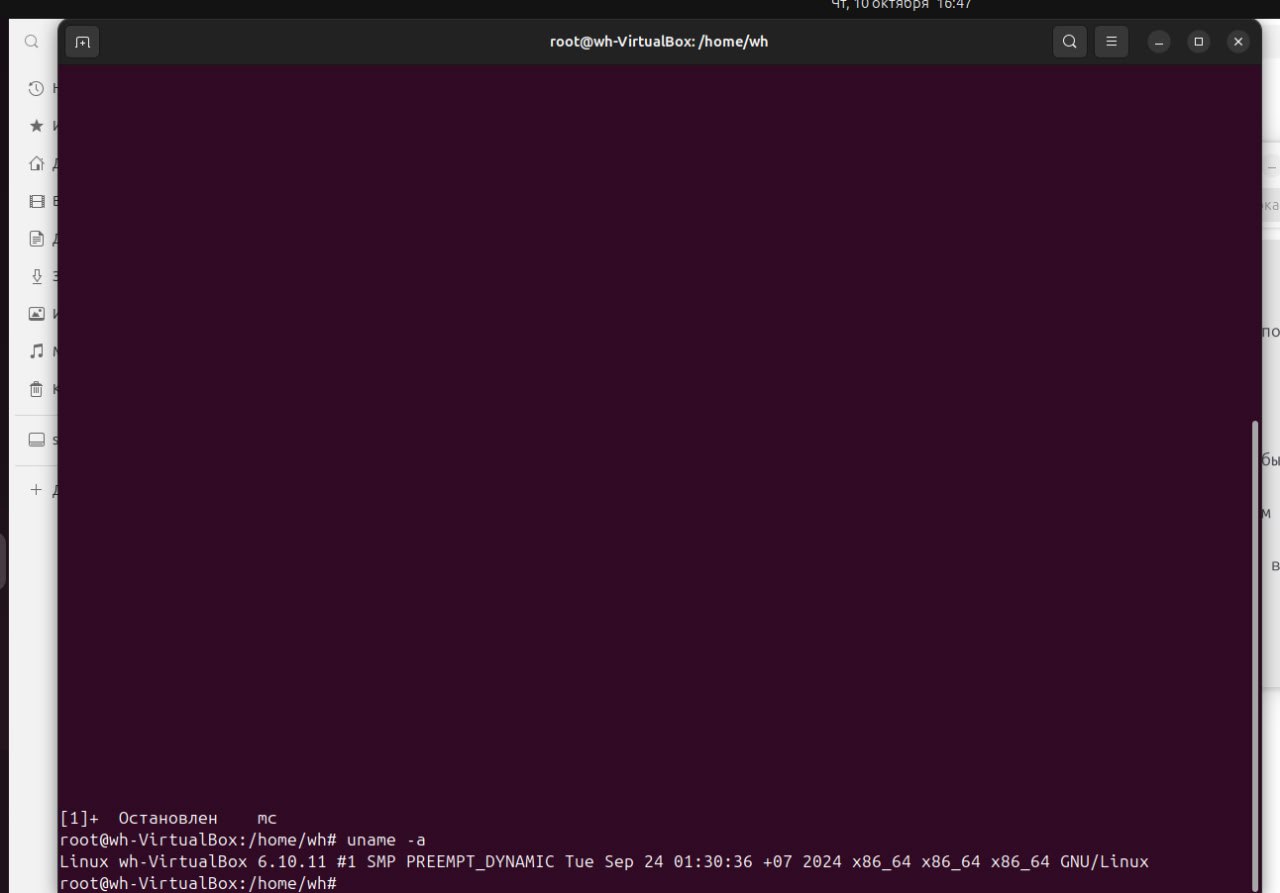 Чт, 10 октября 16:47
root@wh-VirtualBox: /home/wh
[1]+  Остановлен    mc
root@wh-VirtualBox:/home/wh# uname -a
Linux wh-VirtualBox 6.10.11 #1 SMP PREEMPT_DYNAMIC Tue Sep 24 01:30:36 +07 2024 x86_64 x86_64 x86_64 GNU/Linux
root@wh-VirtualBox:/home/wh#